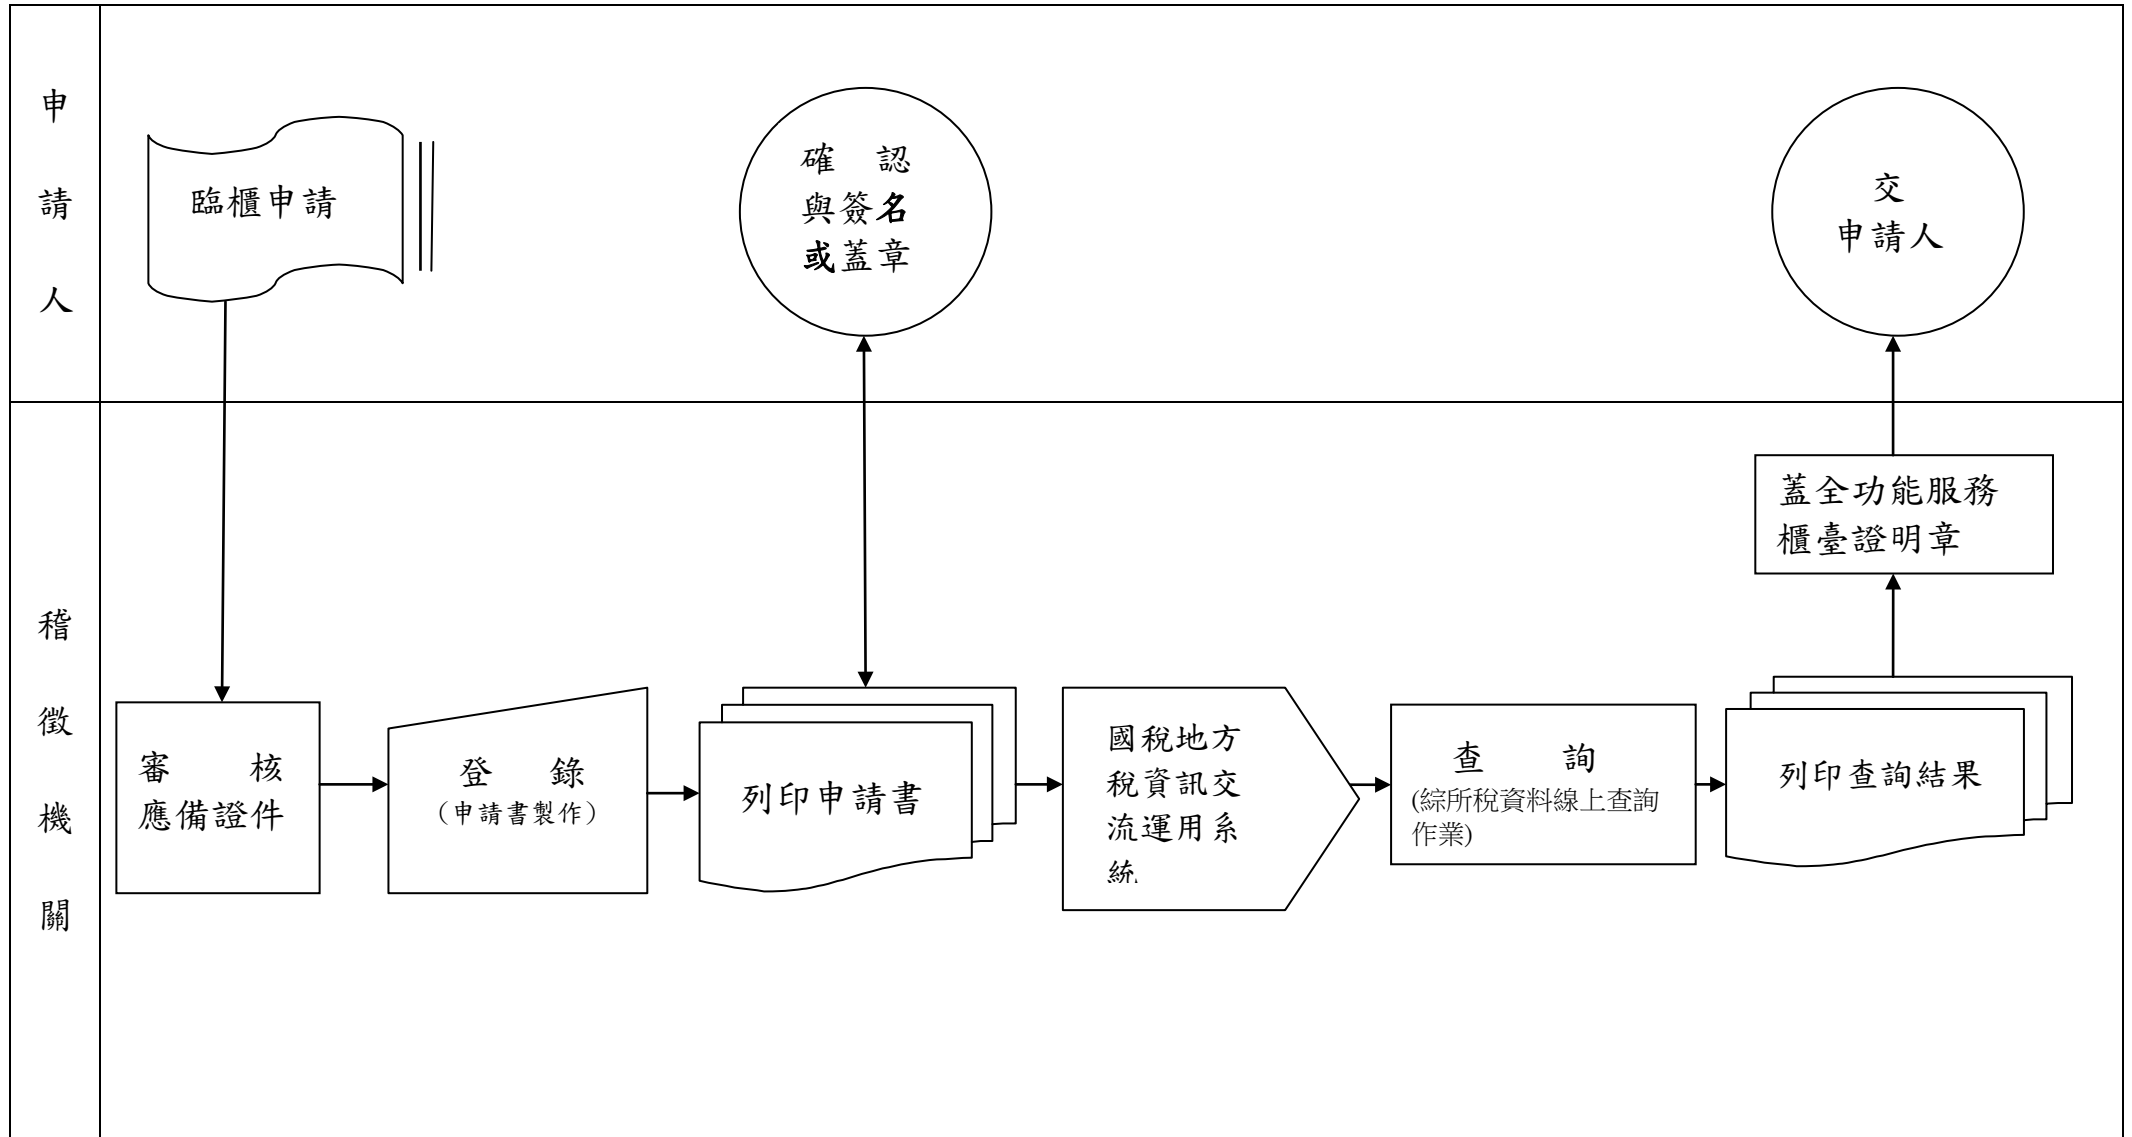 申請人
臨櫃申請
確認
與簽名
或蓋章
交
申請人
稽徵機關
蓋全功能服務
櫃臺證明章
審核
應備證件
登錄
（申請書製作）
列印申請書
國稅地方
稅資訊交
流運用系
統
查詢
(綜所稅資料線上查詢
作業)
列印查詢結果